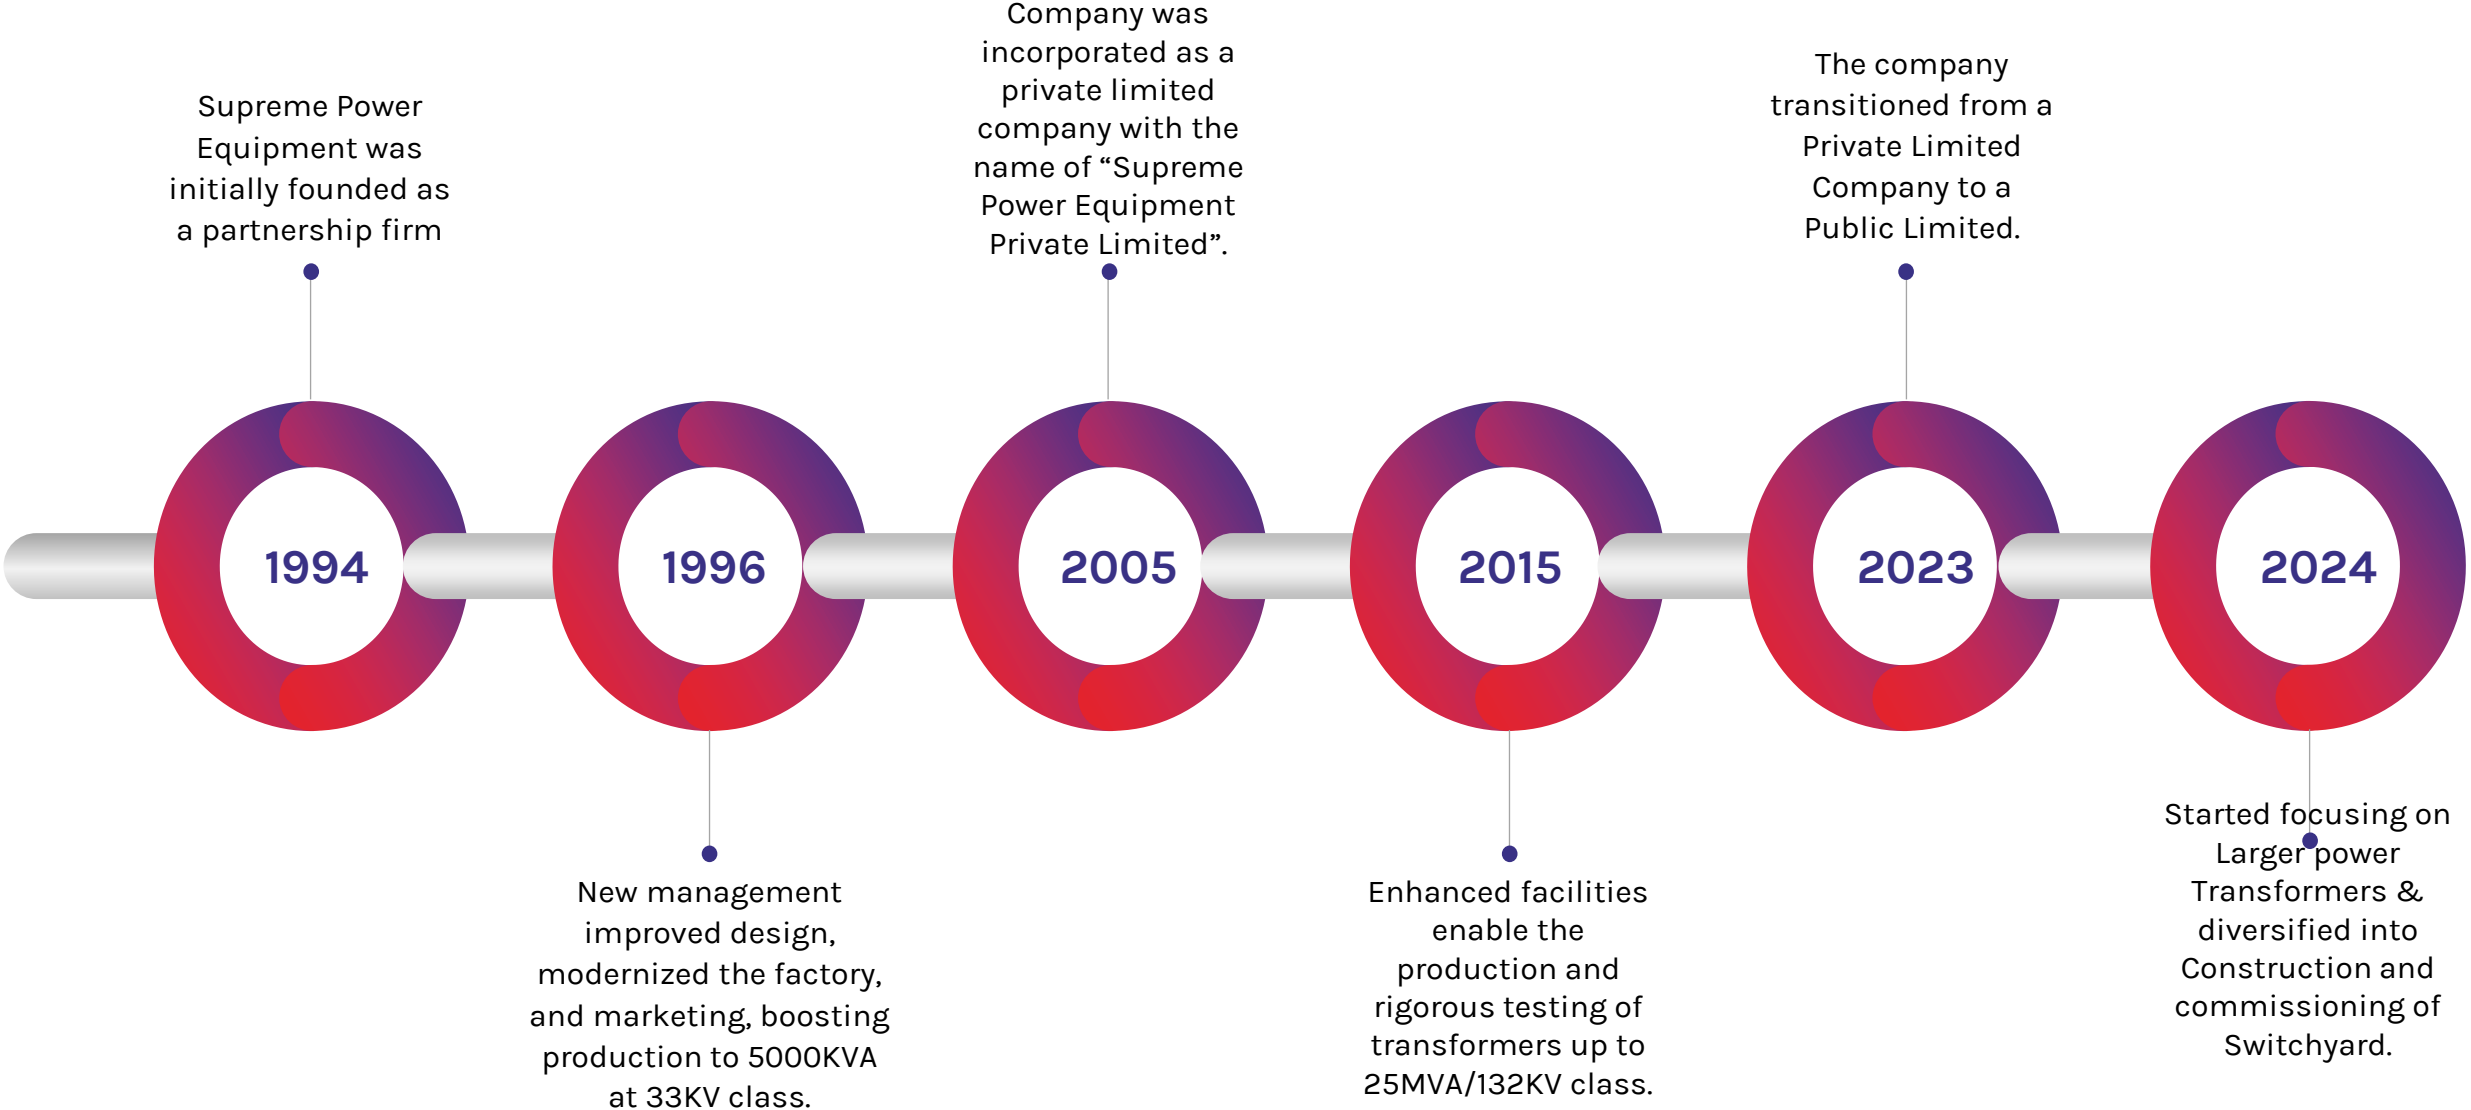 Supreme Power
Equipment was
initially founded as
a partnership firm
Company was
incorporated as a
private limited
company with the
name of “Supreme
Power Equipment
Private Limited”.
The company
transitioned from a
Private Limited
Company to a
Public Limited.
1994
1996
2005
2015
2023
2024
New management
improved design,
modernized the factory,
and marketing, boosting
production to 5000KVA
at 33KV class.
Enhanced facilities
enable the
production and
rigorous testing of
transformers up to
25MVA/132KV class.
Started focusing on
Larger power
Transformers &
diversified into
Construction and
commissioning of
Switchyard.